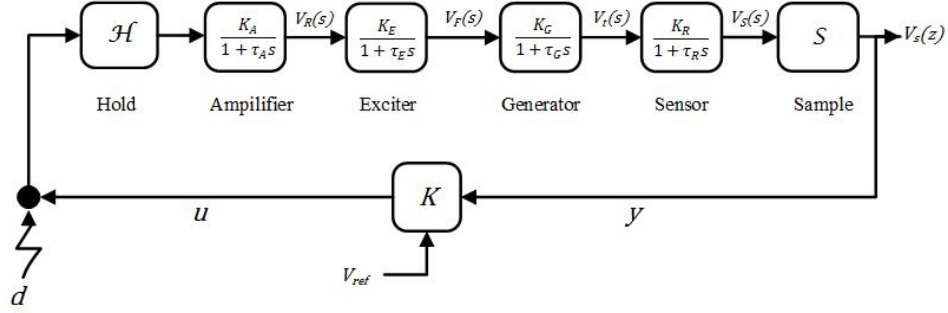 ℋ
K_A / 1 + τ_A s
V_R(s)
K_E / 1 + τ_E s
V_F(s)
K_G / 1 + τ_G s
V_t(s)
K_R / 1 + τ_R s
V_S(s)
S
V_s(z)
Hold
Ampilifier
Exciter
Generator
Sensor
Sample
K
u
y
V_ref
d